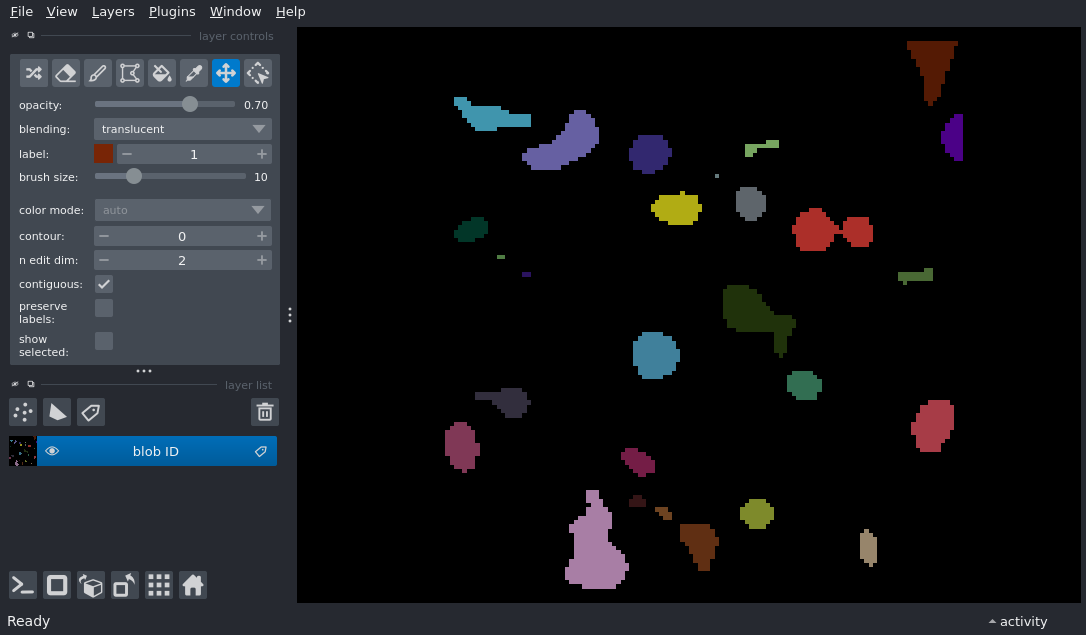 File View Layers Plugins Window Help
layer controls
opacity: 0.70
blending: translucent
label: 1
brush size: 10
color mode: auto
contour: 0
n edit dim: 2
contiguous:
preserve
labels:
show
selected:
layer list
blob ID
Ready
activity